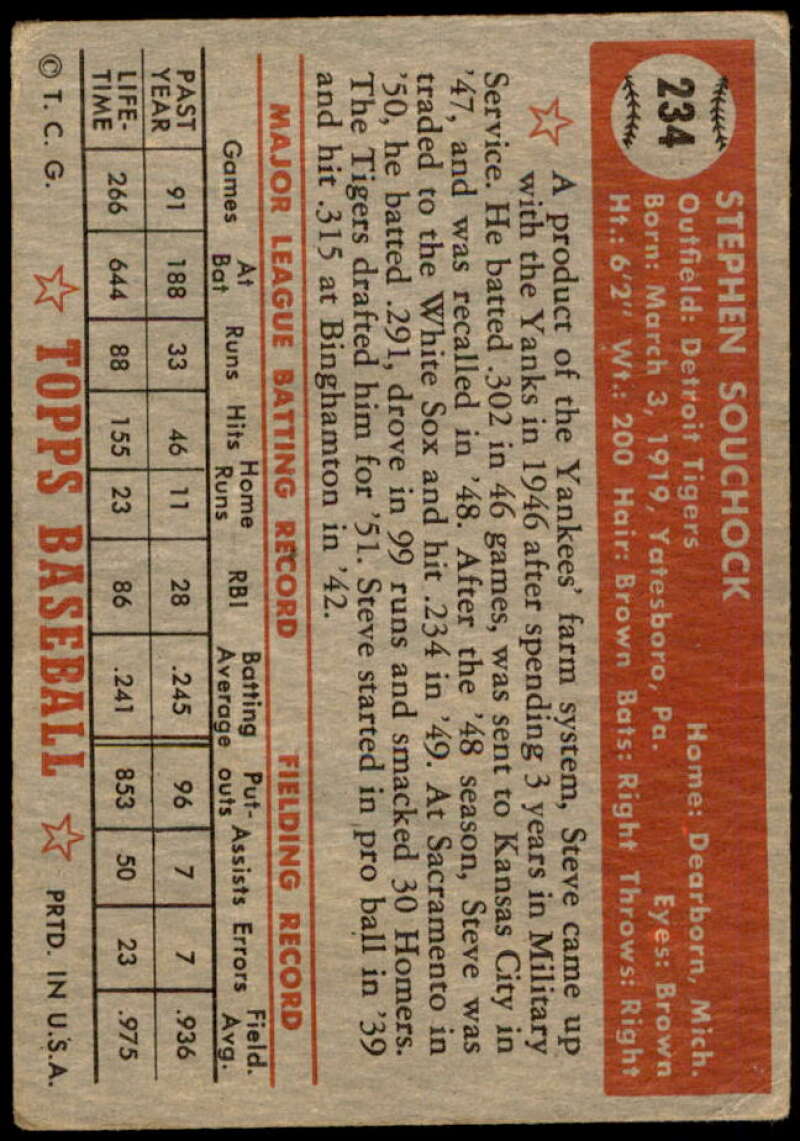 234
STEPHEN SOUCHOCK
Outfield: Detroit Tigers Home: Dearborn, Mich.
Born: March 3, 1919, Yatesboro, Pa. Eyes: Brown
Ht.: 6'2" Wt.: 200 Hair: Brown Bats: Right Throws: Right
A product of the Yankees' farm system, Steve came up
with the Yanks in 1946 after spending 3 years in Military
Service. He batted .302 in 46 games, was sent to Kansas City in
'47, and was recalled in '48. After the '48 season, Steve was
traded to the White Sox and hit .234 in '49. At Sacramento in
'50, he batted .291, drove in 99 runs and smacked 30 Homers.
The Tigers drafted him for '51. Steve started in pro ball in '39
and hit .315 at Binghamton in '42.
MAJOR LEAGUE BATTING RECORD FIELDING RECORD
Games At Bat Runs Hits Home Runs RBI Batting Average Put-outs Assists Errors Field. Avg.
PAST YEAR 91 188 33 46 11 28 .245 96 7 7 .936
LIFE-TIME 266 644 88 155 23 86 .241 853 50 23 .975
© T. C. G. TOPPS BASEBALL PRTD. IN U.S.A.